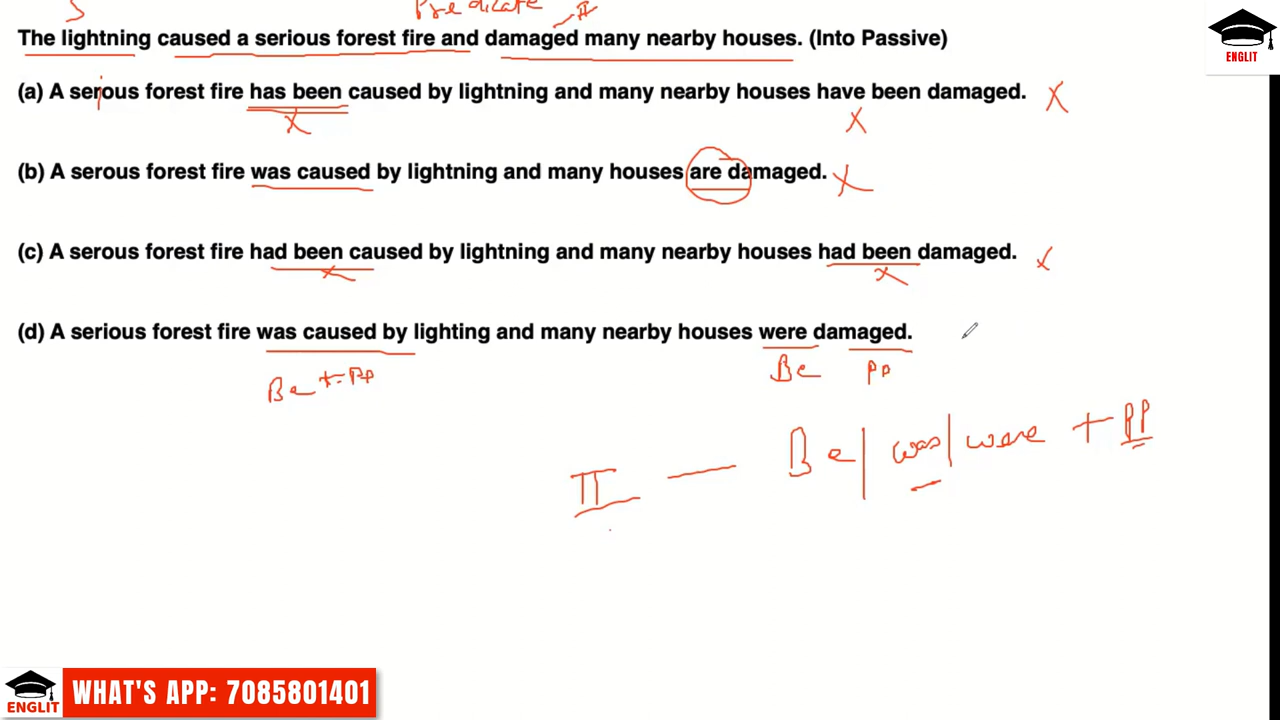 S Predicate II
The lightning caused a serious forest fire and damaged many nearby houses. (Into Passive)
ENGLIT
(a) A serious forest fire has been caused by lightning and many nearby houses have been damaged. X
X X
(b) A serous forest fire was caused by lightning and many houses are damaged. X
(c) A serous forest fire had been caused by lightning and many nearby houses had been damaged. X
X X
(d) A serious forest fire was caused by lighting and many nearby houses were damaged.
Be + PP Be PP
II — Be | was | were + PP
ENGLIT
WHAT'S APP: 7085801401